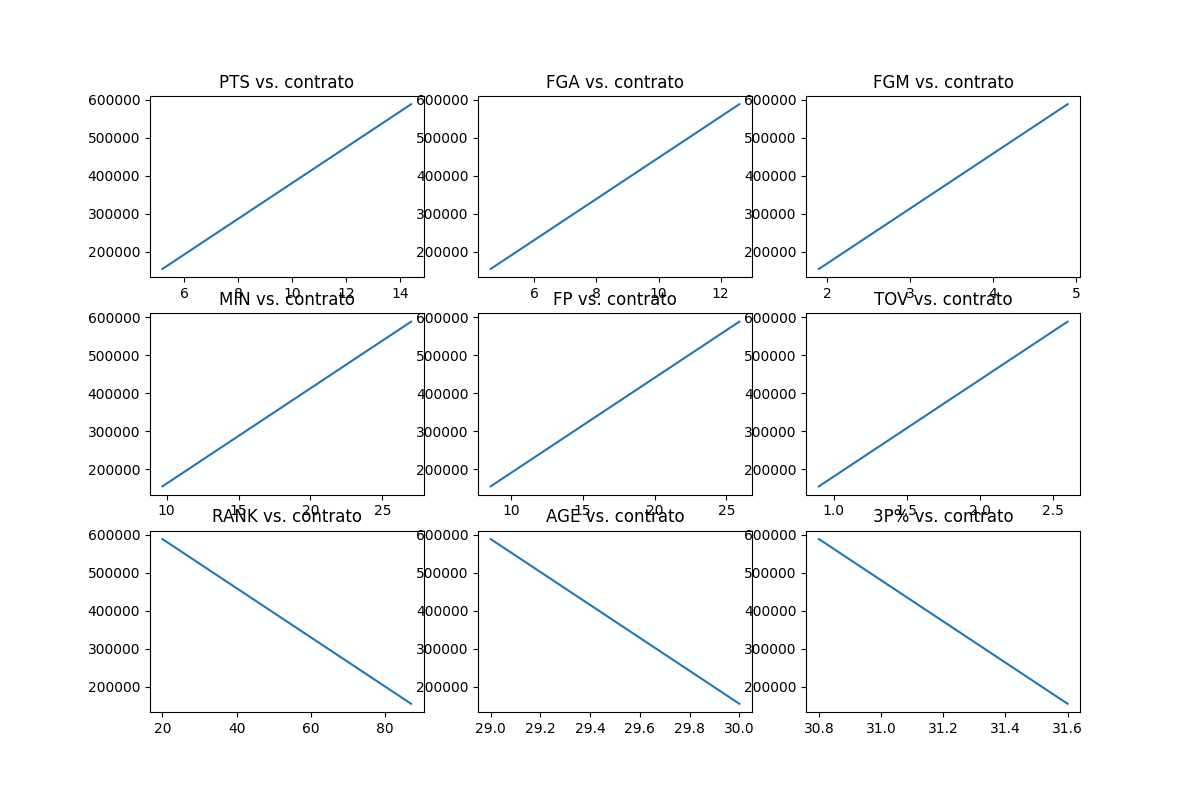 PTS vs. contrato
FGA vs. contrato
FGM vs. contrato
600000
500000
400000
300000
200000
6 8 10 12 14
600000
500000
400000
300000
200000
6 8 10 12
600000
500000
400000
300000
200000
2 3 4 5
MIN vs. contrato
FP vs. contrato
TOV vs. contrato
600000
500000
400000
300000
200000
10 15 20 25
600000
500000
400000
300000
200000
10 15 20 25
600000
500000
400000
300000
200000
1.0 1.5 2.0 2.5
RANK vs. contrato
AGE vs. contrato
3P% vs. contrato
600000
500000
400000
300000
200000
20 40 60 80
600000
500000
400000
300000
200000
29.0 29.2 29.4 29.6 29.8 30.0
600000
500000
400000
300000
200000
30.8 31.0 31.2 31.4 31.6